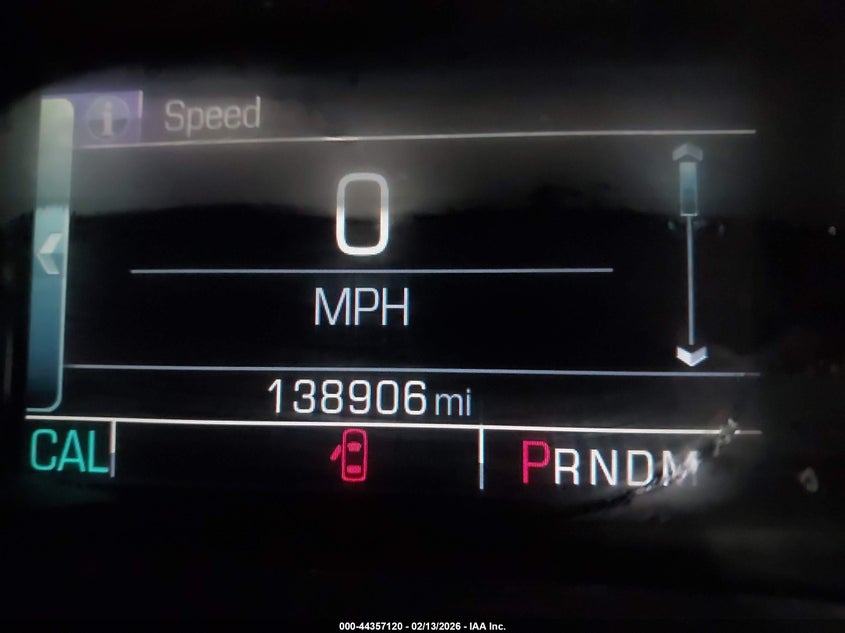 i Speed
0
MPH
138906 mi
CAL PRNDM
000-44357120 - 02/13/2026 - IAA Inc.